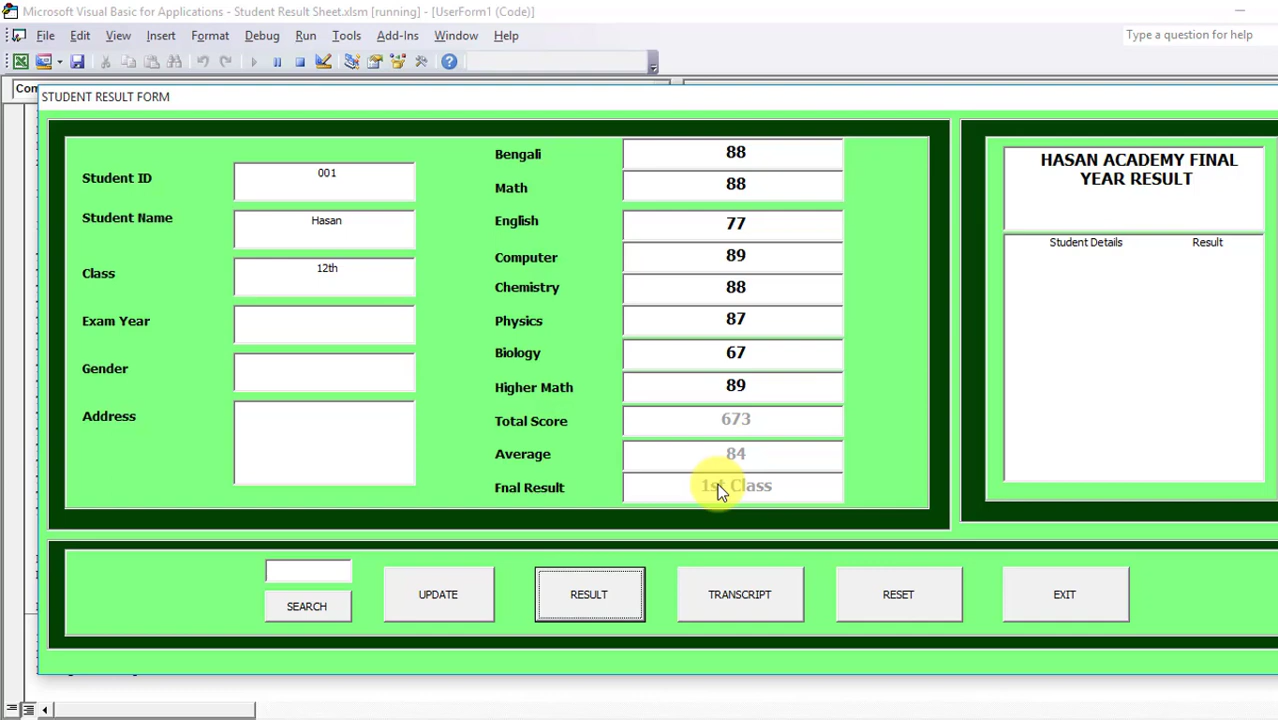 Microsoft Visual Basic for Applications - Student Result Sheet.xlsm [running] - [UserForm1 (Code)]
File Edit View Insert Format Debug Run Tools Add-Ins Window Help
Type a question for help
Com
STUDENT RESULT FORM
Student ID 001
Student Name Hasan
Class 12th
Exam Year
Gender
Address
Bengali 88
Math 88
English 77
Computer 89
Chemistry 88
Physics 87
Biology 67
Higher Math 89
Total Score 673
Average 84
Fnal Result 1st Class
HASAN ACADEMY FINAL
YEAR RESULT
Student Details Result
SEARCH UPDATE RESULT TRANSCRIPT RESET EXIT